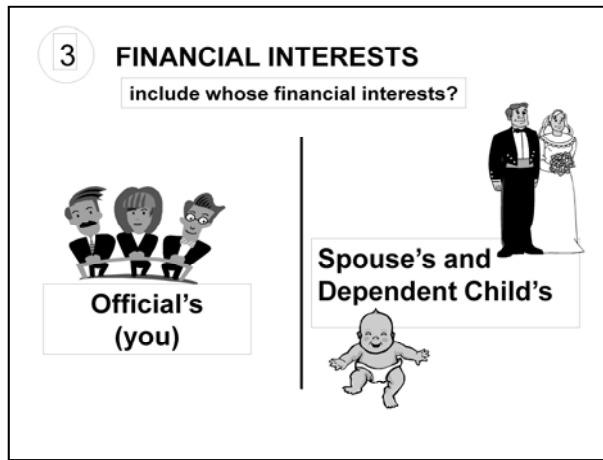 3 FINANCIAL INTERESTS
include whose financial interests?
Official's
(you)
Spouse's and
Dependent Child's